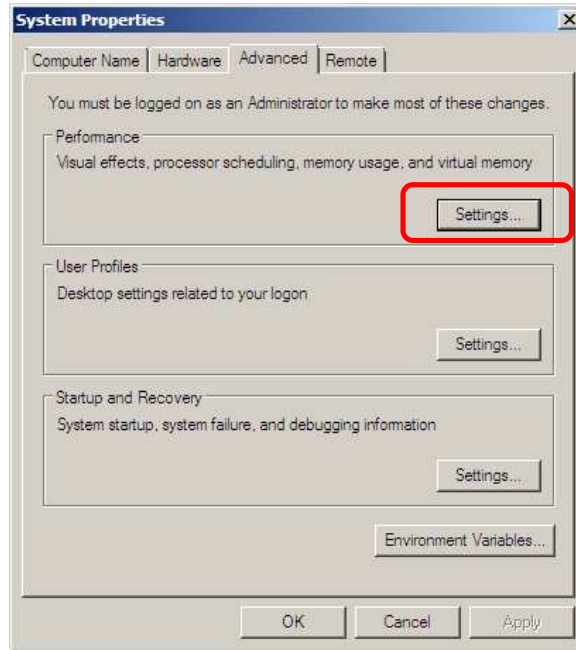 System Properties
Computer Name Hardware Advanced Remote
You must be logged on as an Administrator to make most of these changes.
Performance
Visual effects, processor scheduling, memory usage, and virtual memory
Settings...
User Profiles
Desktop settings related to your logon
Settings...
Startup and Recovery
System startup, system failure, and debugging information
Settings...
Environment Variables...
OK Cancel Apply